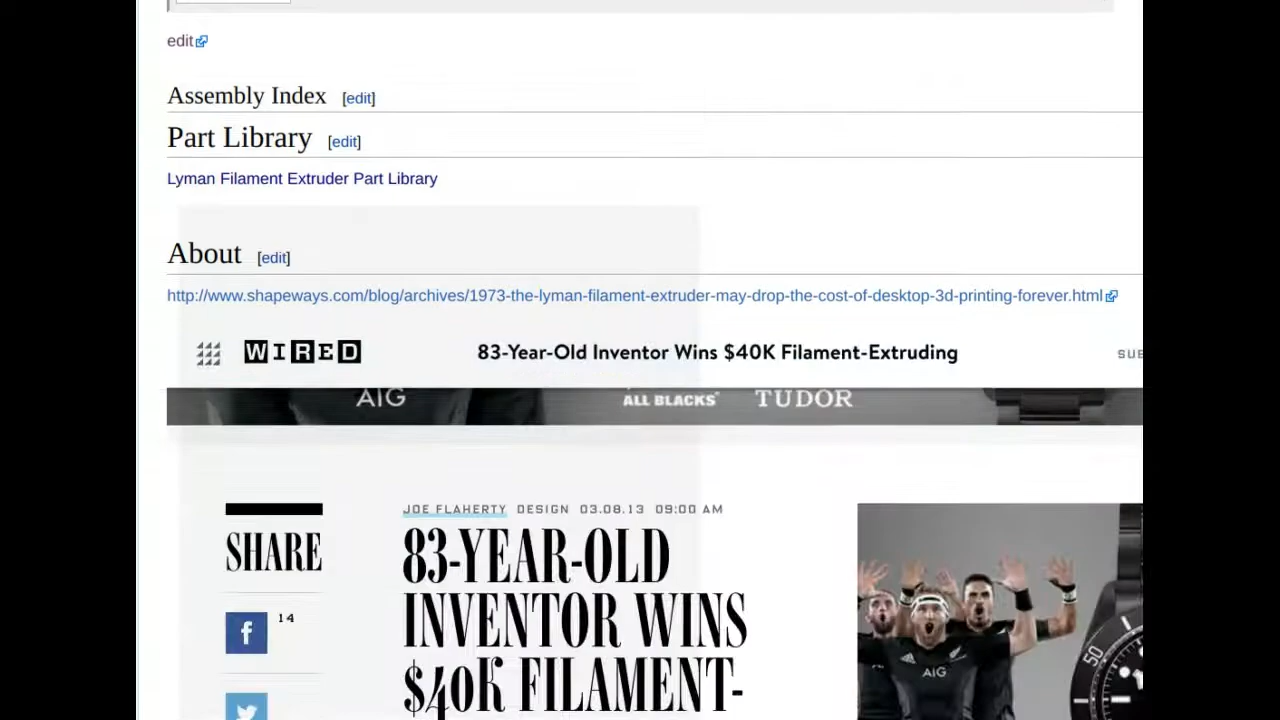 edit
Assembly Index [edit]
Part Library [edit]
Lyman Filament Extruder Part Library
About [edit]
http://www.shapeways.com/blog/archives/1973-the-lyman-filament-extruder-may-drop-the-cost-of-desktop-3d-printing-forever.html
WIRED 83-Year-Old Inventor Wins $40K Filament-Extruding SUB
AIG ALL BLACKS TUDOR
JOE FLAHERTY DESIGN 03.08.13 09:00 AM
SHARE
83-YEAR-OLD
INVENTOR WINS
$40K FILAMENT-
14
AIG
50